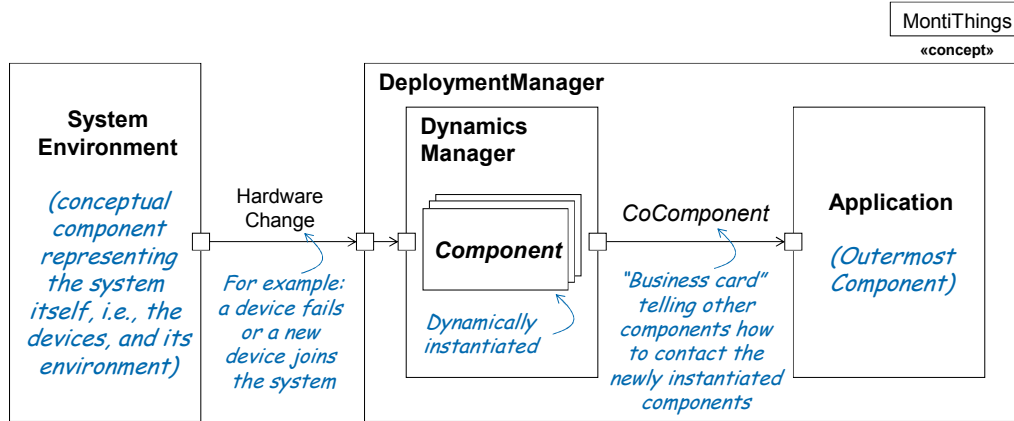 MontiThings
«concept»
System
Environment
(conceptual
component
representing
the system
itself, i.e., the
devices, and its
environment)
Hardware
Change
For example:
a device fails
or a new
device joins
the system
DeploymentManager
Dynamics
Manager
Component
Dynamically
instantiated
CoComponent
"Business card"
telling other
components how
to contact the
newly instantiated
components
Application
(Outermost
Component)